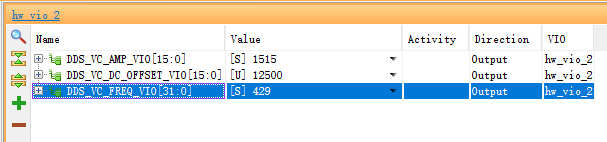 hw_vio_2
Name Value Activity Direction VIO
DDS_VC_AMP_VIO[15:0] [S] 1515 Output hw_vio_2
DDS_VC_DC_OFFSET_VIO[15:0] [U] 12500 Output hw_vio_2
DDS_VC_FREQ_VIO[31:0] [S] 429 Output hw_vio_2